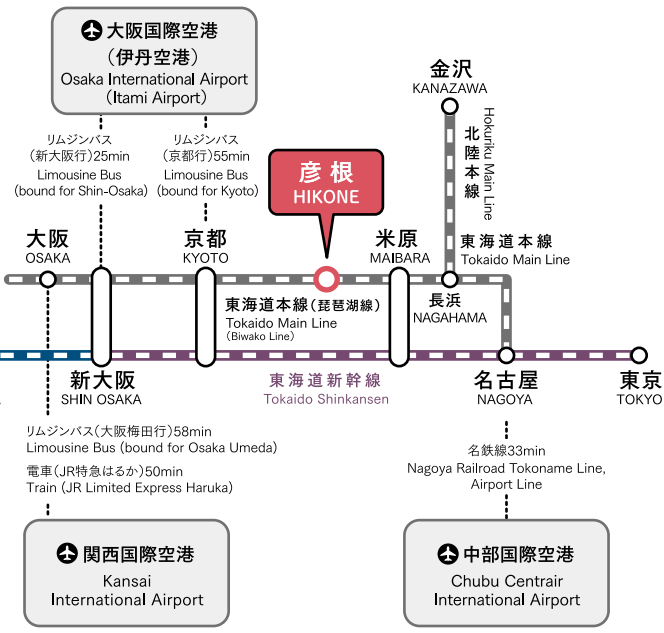 大阪国際空港
(伊丹空港)
Osaka International Airport
(Itami Airport)
リムジンバス
(新大阪行)25min
Limousine Bus
(bound for Shin-Osaka)
リムジンバス
(京都行)55min
Limousine Bus
(bound for Kyoto)
彦根
HIKONE
金沢
KANAZAWA
北陸本線
Hokuriku Main Line
大阪
OSAKA
京都
KYOTO
米原
MAIBARA
東海道本線
Tokaido Main Line
東海道本線(琵琶湖線)
Tokaido Main Line
(Biwako Line)
長浜
NAGAHAMA
新大阪
SHIN OSAKA
東海道新幹線
Tokaido Shinkansen
名古屋
NAGOYA
東京
TOKYO
リムジンバス(大阪梅田行)58min
Limousine Bus (bound for Osaka Umeda)
電車(JR特急はるか)50min
Train (JR Limited Express Haruka)
名鉄線33min
Nagoya Railroad Tokoname Line,
Airport Line
関西国際空港
Kansai
International Airport
中部国際空港
Chubu Centrair
International Airport